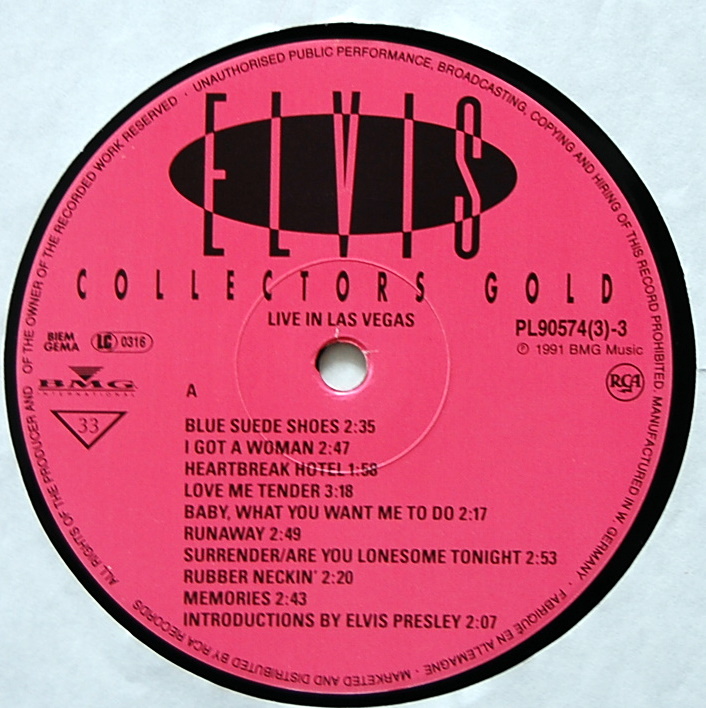 ELVIS
COLLECTORS GOLD
LIVE IN LAS VEGAS
BIEM
GEMA
LC 0316
PL90574(3)-3
℗ 1991 BMG Music
BMG
INTERNATIONAL
RCA
33
A
BLUE SUEDE SHOES 2:35
I GOT A WOMAN 2:47
HEARTBREAK HOTEL 1:58
LOVE ME TENDER 3:18
BABY, WHAT YOU WANT ME TO DO 2:17
RUNAWAY 2:49
SURRENDER/ARE YOU LONESOME TONIGHT 2:53
RUBBER NECKIN' 2:20
MEMORIES 2:43
INTRODUCTIONS BY ELVIS PRESLEY 2:07
ALL RIGHTS OF THE PRODUCER AND OF THE OWNER OF THE RECORDED WORK RESERVED · UNAUTHORISED PUBLIC PERFORMANCE, BROADCASTING, COPYING AND HIRING OF THIS RECORD PROHIBITED. MANUFACTURED IN W. GERMANY · FABRIQUÉ EN ALLEMAGNE · MARKETED AND DISTRIBUTED BY RCA RECORDS